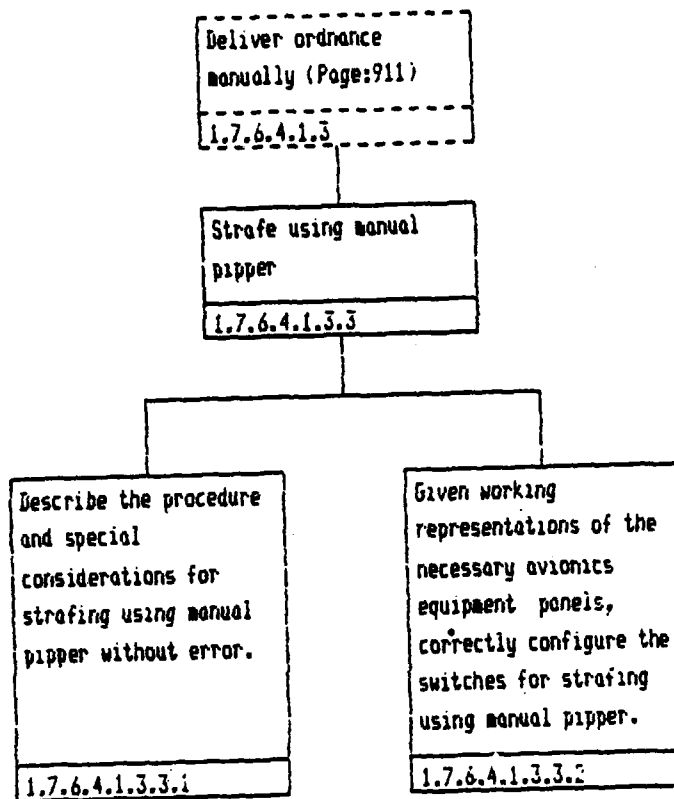 Deliver ordnance
manually (Page:911)
1.7.6.4.1.3
Strafe using manual
pipper
1.7.6.4.1.3.3
Describe the procedure
and special
considerations for
strafing using manual
pipper without error.
1.7.6.4.1.3.3.1
Given working
representations of the
necessary avionics
equipment panels,
correctly configure the
switches for strafing
using manual pipper.
1.7.6.4.1.3.3.2